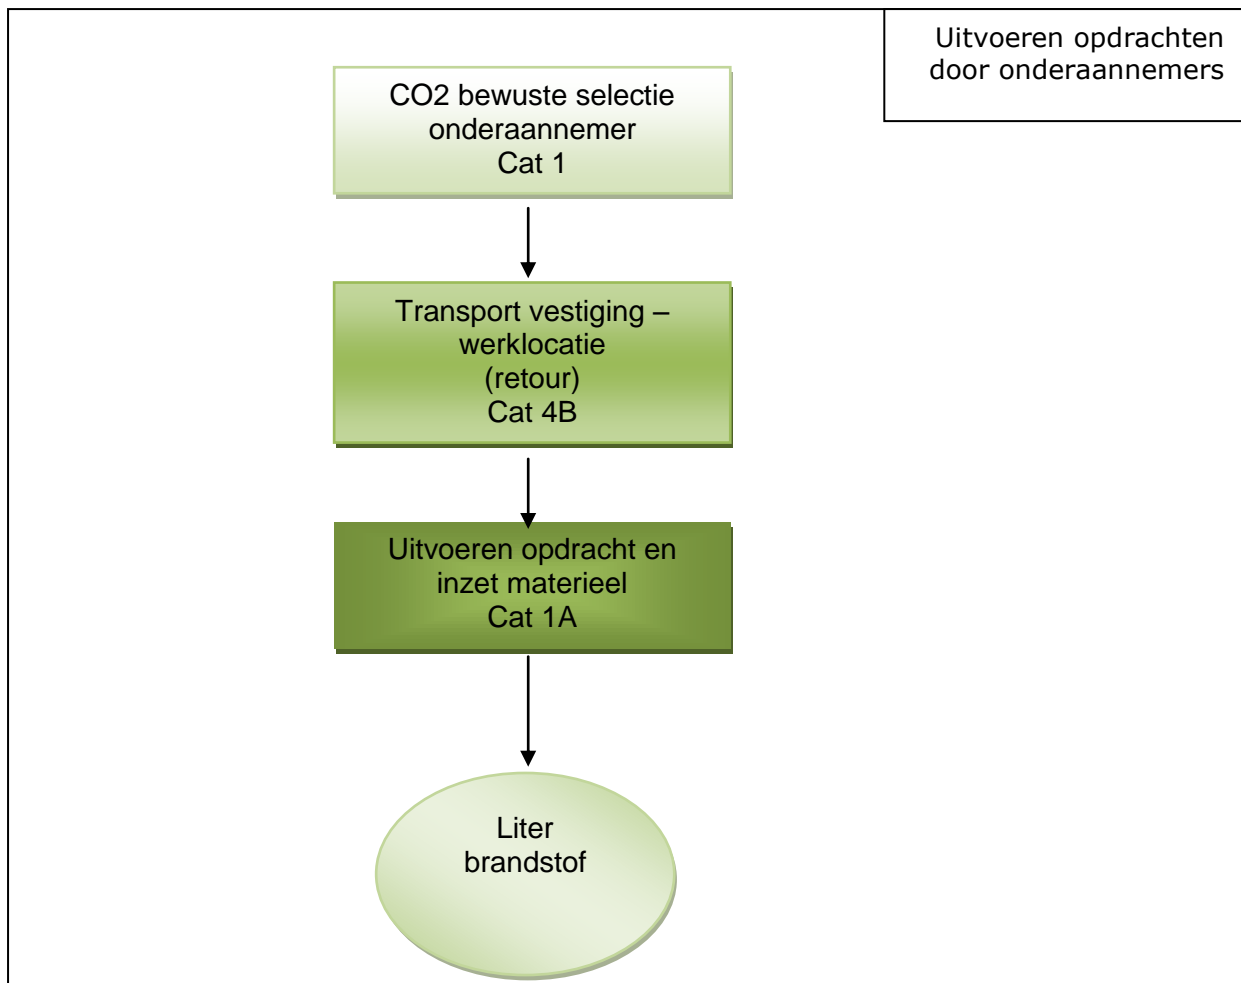 Uitvoeren opdrachten
door onderaannemers
CO2 bewuste selectie
onderaannemer
Cat 1
Transport vestiging –
werklocatie
(retour)
Cat 4B
Uitvoeren opdracht en
inzet materieel
Cat 1A
Liter
brandstof